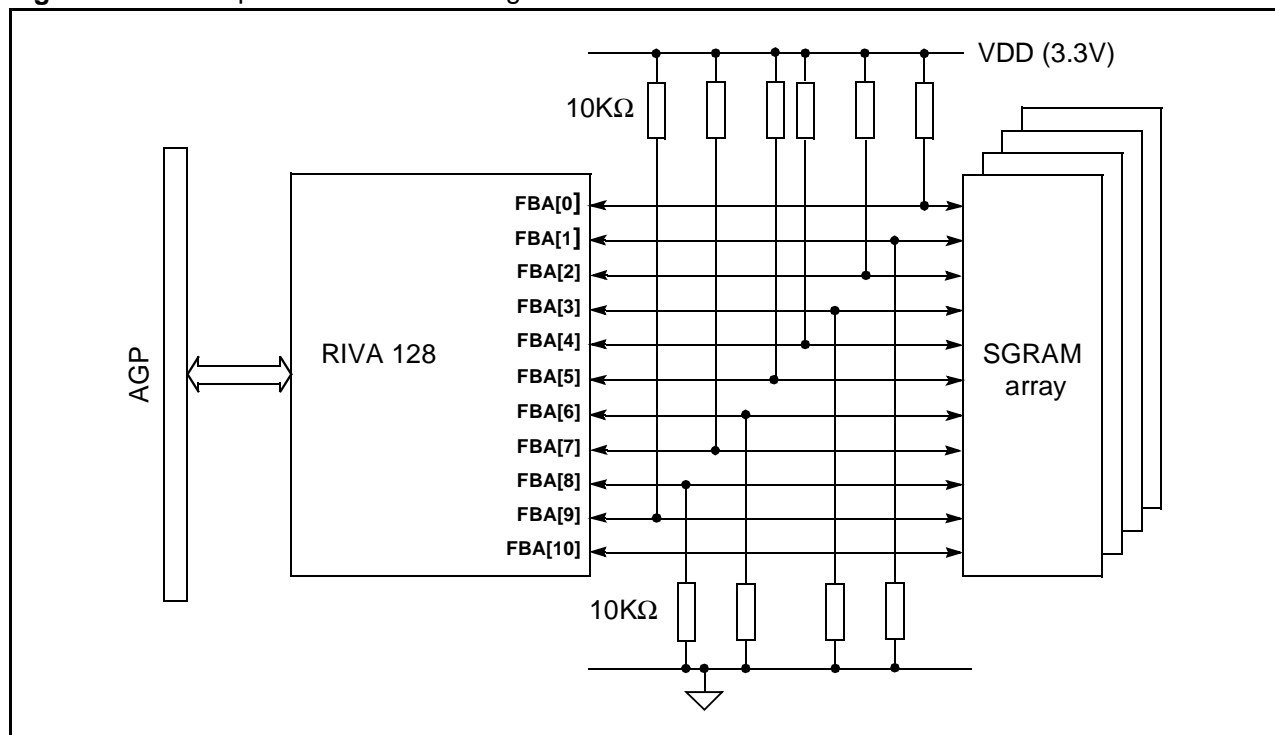 VDD (3.3V)
10KΩ
FBA[0]
FBA[1]
FBA[2]
FBA[3]
FBA[4]
FBA[5]
FBA[6]
FBA[7]
FBA[8]
FBA[9]
FBA[10]
AGP
RIVA 128
SGRAM
array
10KΩ